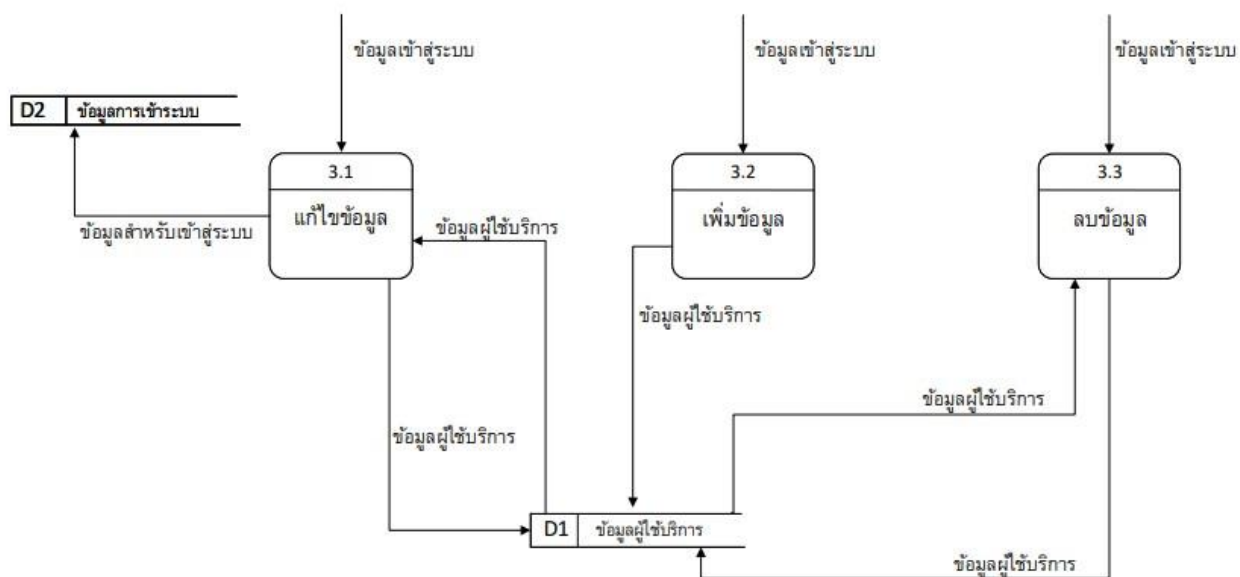 ข้อมูลเข้าสู่ระบบ
ข้อมูลเข้าสู่ระบบ
ข้อมูลเข้าสู่ระบบ
D2 ข้อมูลการเข้าระบบ
3.1
แก้ไขข้อมูล
3.2
เพิ่มข้อมูล
3.3
ลบข้อมูล
ข้อมูลสำหรับเข้าสู่ระบบ
ข้อมูลผู้ใช้บริการ
ข้อมูลผู้ใช้บริการ
ข้อมูลผู้ใช้บริการ
ข้อมูลผู้ใช้บริการ
D1 ข้อมูลผู้ใช้บริการ
ข้อมูลผู้ใช้บริการ